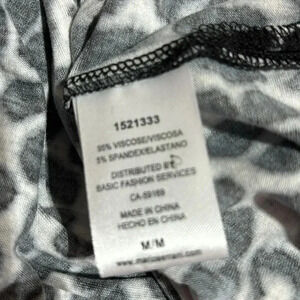 1521333
95% VISCOSE/VISCOSA
5% SPANDEX/ELASTANO
DISTRIBUTED BY
BASIC FASHION SERVICES
CA-59169
MADE IN CHINA
HECHO EN CHINA
M/M